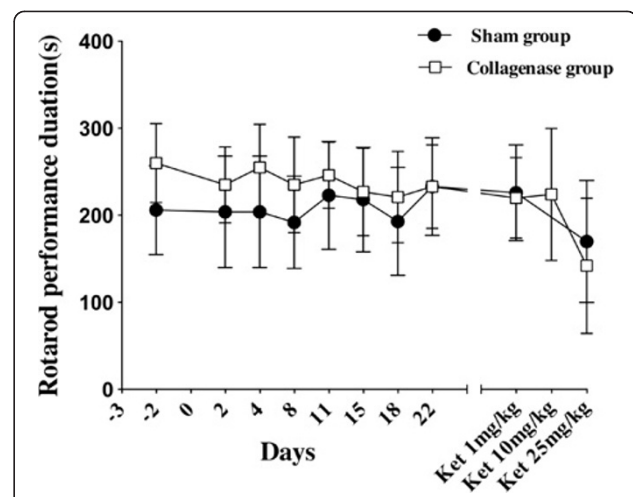 Sham group
Collagenase group
Rotarod performance duation(s)
400
300
200
100
0
-3
-2
0
2
4
8
11
15
18
22
Ket 1mg/kg
Ket 10mg/kg
Ket 25mg/kg
Days